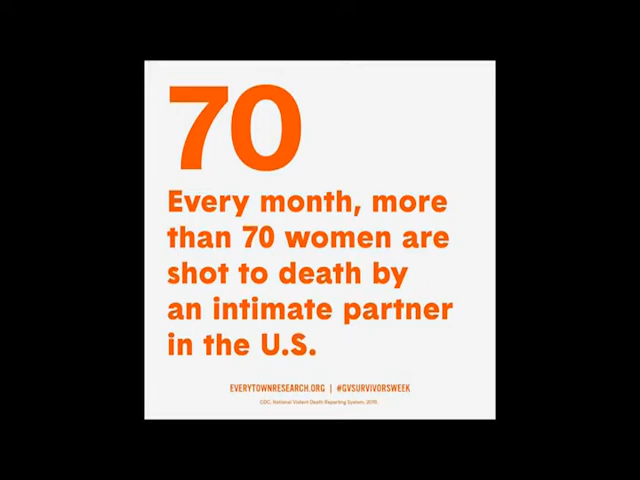 70
Every month, more
than 70 women are
shot to death by
an intimate partner
in the U.S.
EVERYTOWNRESEARCH.ORG | #GVSURVIVORSWEEK
CDC, National Violent Death Reporting System, 2019.